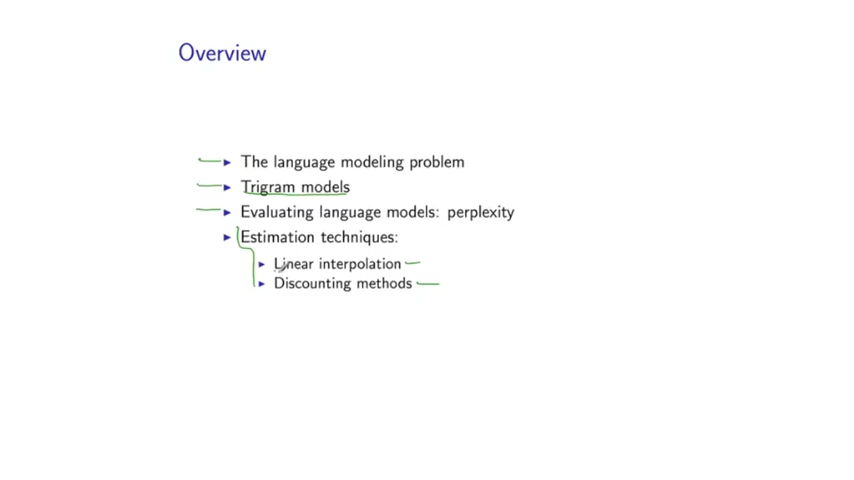 Overview
The language modeling problem
Trigram models
Evaluating language models: perplexity
Estimation techniques:
Linear interpolation
Discounting methods